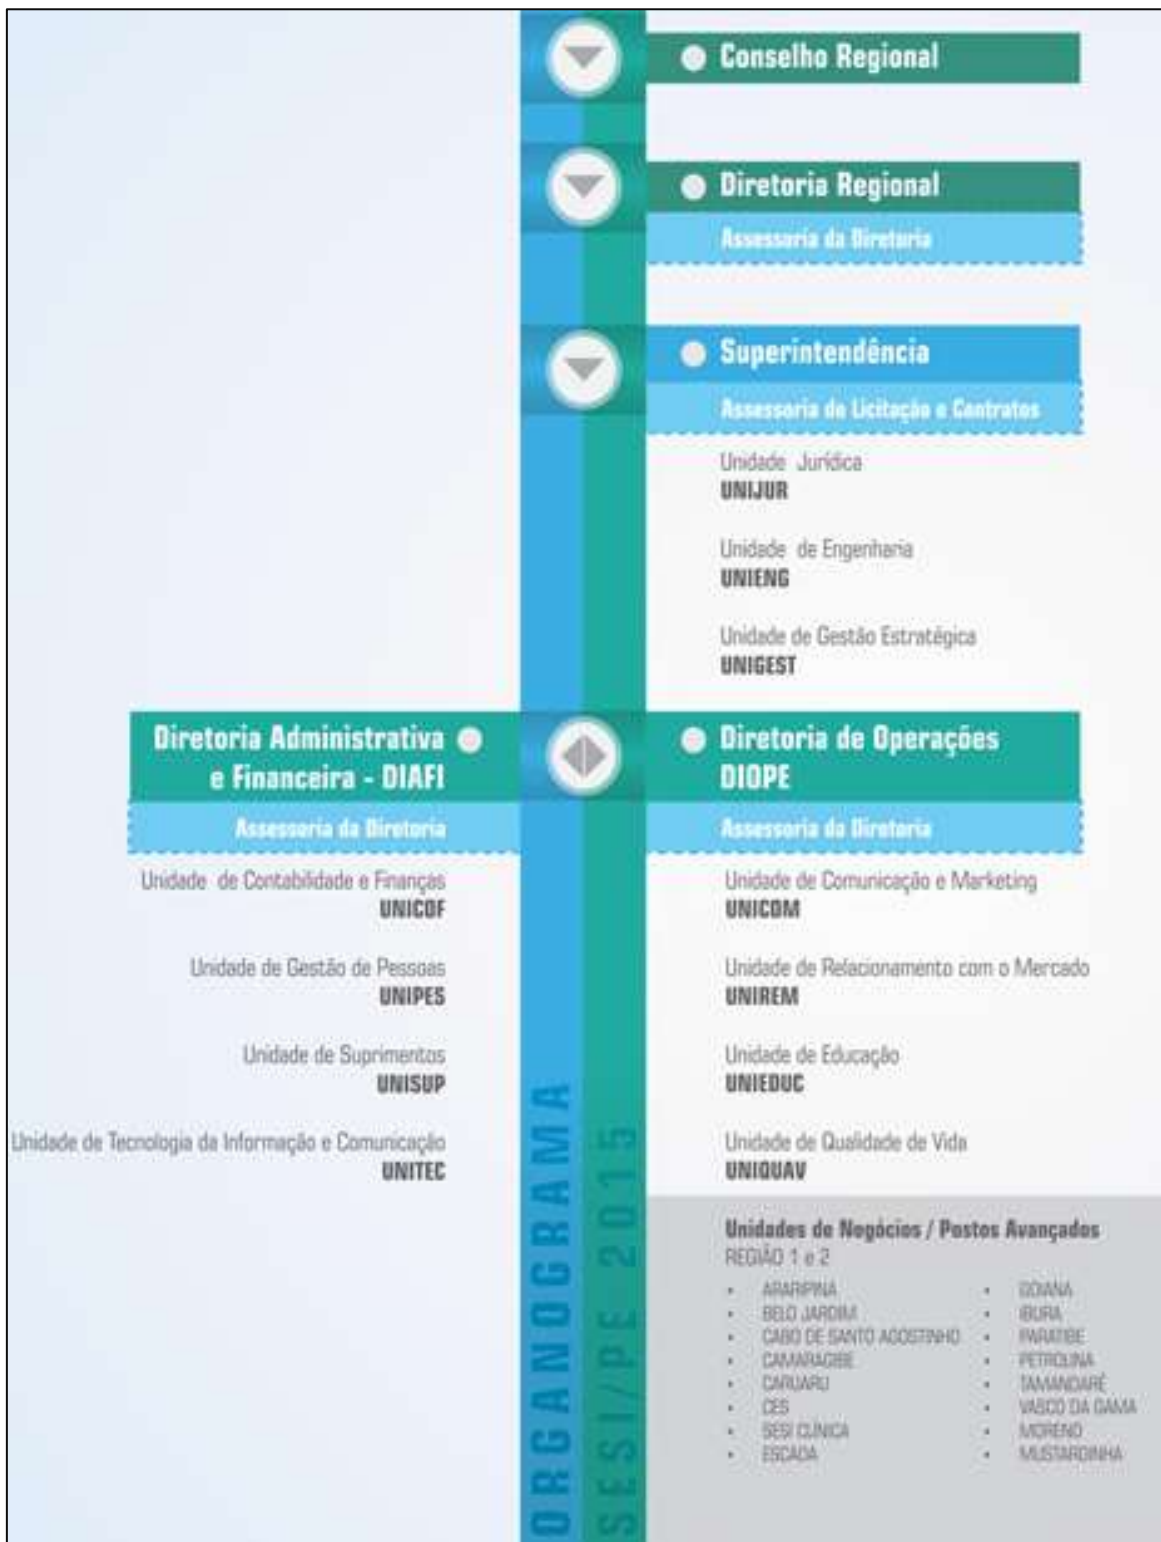 Conselho Regional
Diretoria Regional
Assessoria da Diretoria
Superintendência
Assessoria de Licitação e Contratos
Unidade Jurídica
UNIJUR
Unidade de Engenharia
UNIENG
Unidade de Gestão Estratégica
UNIGEST
Diretoria Administrativa
e Financeira - DIAFI
Assessoria da Diretoria
Unidade de Contabilidade e Finanças
UNICOF
Unidade de Gestão de Pessoas
UNIPES
Unidade de Suprimentos
UNISUP
Unidade de Tecnologia da Informação e Comunicação
UNITEC
Diretoria de Operações
DIOPE
Assessoria da Diretoria
Unidade de Comunicação e Marketing
UNICOM
Unidade de Relacionamento com o Mercado
UNIREM
Unidade de Educação
UNIEDUC
Unidade de Qualidade de Vida
UNIQUAV
Unidades de Negócios / Postos Avançados
REGIÃO 1 e 2
• ARARIPINA
• BELO JARDIM
• CABO DE SANTO AGOSTINHO
• CAMARAGIBE
• CARUARU
• CES
• SESI CLÍNICA
• ESCADA
• GOIANA
• IBURA
• PARATIBE
• PETROLINA
• TAMANDARÉ
• VASCO DA GAMA
• MORENO
• MUSTARDINHA
ORGANOGRAMA
SESI/PE 2015